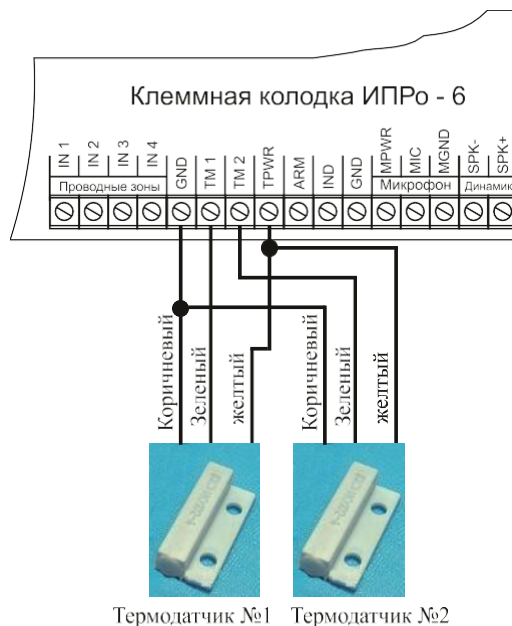 Клеммная колодка ИПРо - 6
IN 1
IN 2
IN 3
IN 4
GND
TM 1
TM 2
TPWR
ARM
IND
GND
MPWR
MIC
MGND
SPK-
SPK+
Проводные зоны
Микрофон
Динамик
Коричневый
Зеленый
желтый
Коричневый
Зеленый
желтый
Термодатчик №1
Термодатчик №2